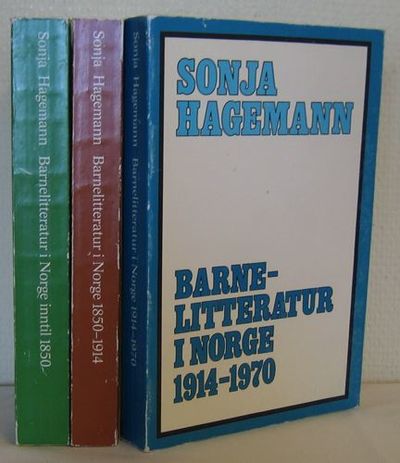 Sonja Hagemann Barnelitteratur i Norge inntil 1850
Sonja Hagemann Barnelitteratur i Norge 1850-1914
Sonja Hagemann Barnelitteratur i Norge 1914-1970
SONJA
HAGEMANN
BARNE-
LITTERATUR
I NORGE
1914-1970